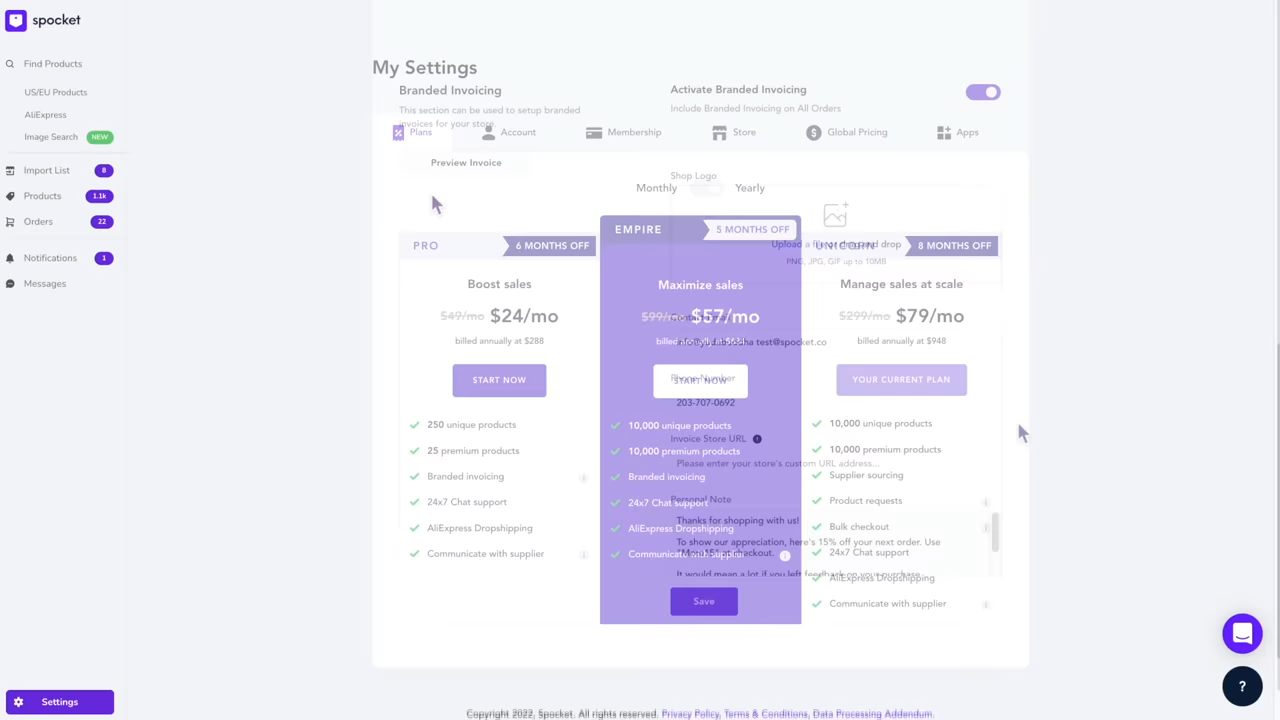 spocket
Find Products
US/EU Products
AliExpress
Image Search NEW
Import List 8
Products 1.1k
Orders 22
Notifications 1
Messages
Settings
My Settings
Branded Invoicing
This section can be used to setup branded
invoices for your store.
Activate Branded Invoicing
Include Branded Invoicing on All Orders
Plans Account Membership Store Global Pricing Apps
Preview Invoice
Shop Logo
Monthly Yearly
Upload a file or drag and drop
PNG, JPG, GIF up to 10MB
PRO 6 MONTHS OFF
Boost sales
$49/mo $24/mo
billed annually at $288
START NOW
250 unique products
25 premium products
Branded invoicing
24x7 Chat support
AliExpress Dropshipping
Communicate with supplier
EMPIRE 5 MONTHS OFF
Maximize sales
$99/mo $57/mo
billed annually at
START NOW
10,000 unique products
10,000 premium products
Branded invoicing
24x7 Chat support
AliExpress Dropshipping
Communicate with supplier
UNICORN 8 MONTHS OFF
Manage sales at scale
$299/mo $79/mo
billed annually at $948
YOUR CURRENT PLAN
10,000 unique products
10,000 premium products
Supplier sourcing
Product requests
Bulk checkout
24x7 Chat support
AliExpress Dropshipping
Communicate with supplier
test@spocket.co
Phone Number
203-707-0692
Invoice Store URL
Please enter your store's custom URL address...
Personal Note
Thanks for shopping with us!
To show our appreciation, here's 15% off your next order. Use
at checkout.
It would mean a lot if you left feedback on your purchase
Save
Copyright 2022, Spocket. All rights reserved. Privacy Policy, Terms & Conditions, Data Processing Addendum.
?